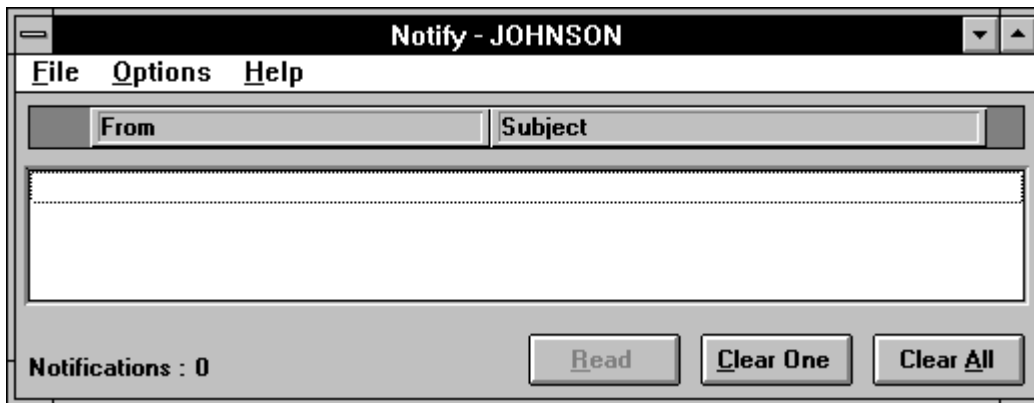 Notify - JOHNSON
File Options Help
From Subject
Notifications : 0 Read Clear One Clear All